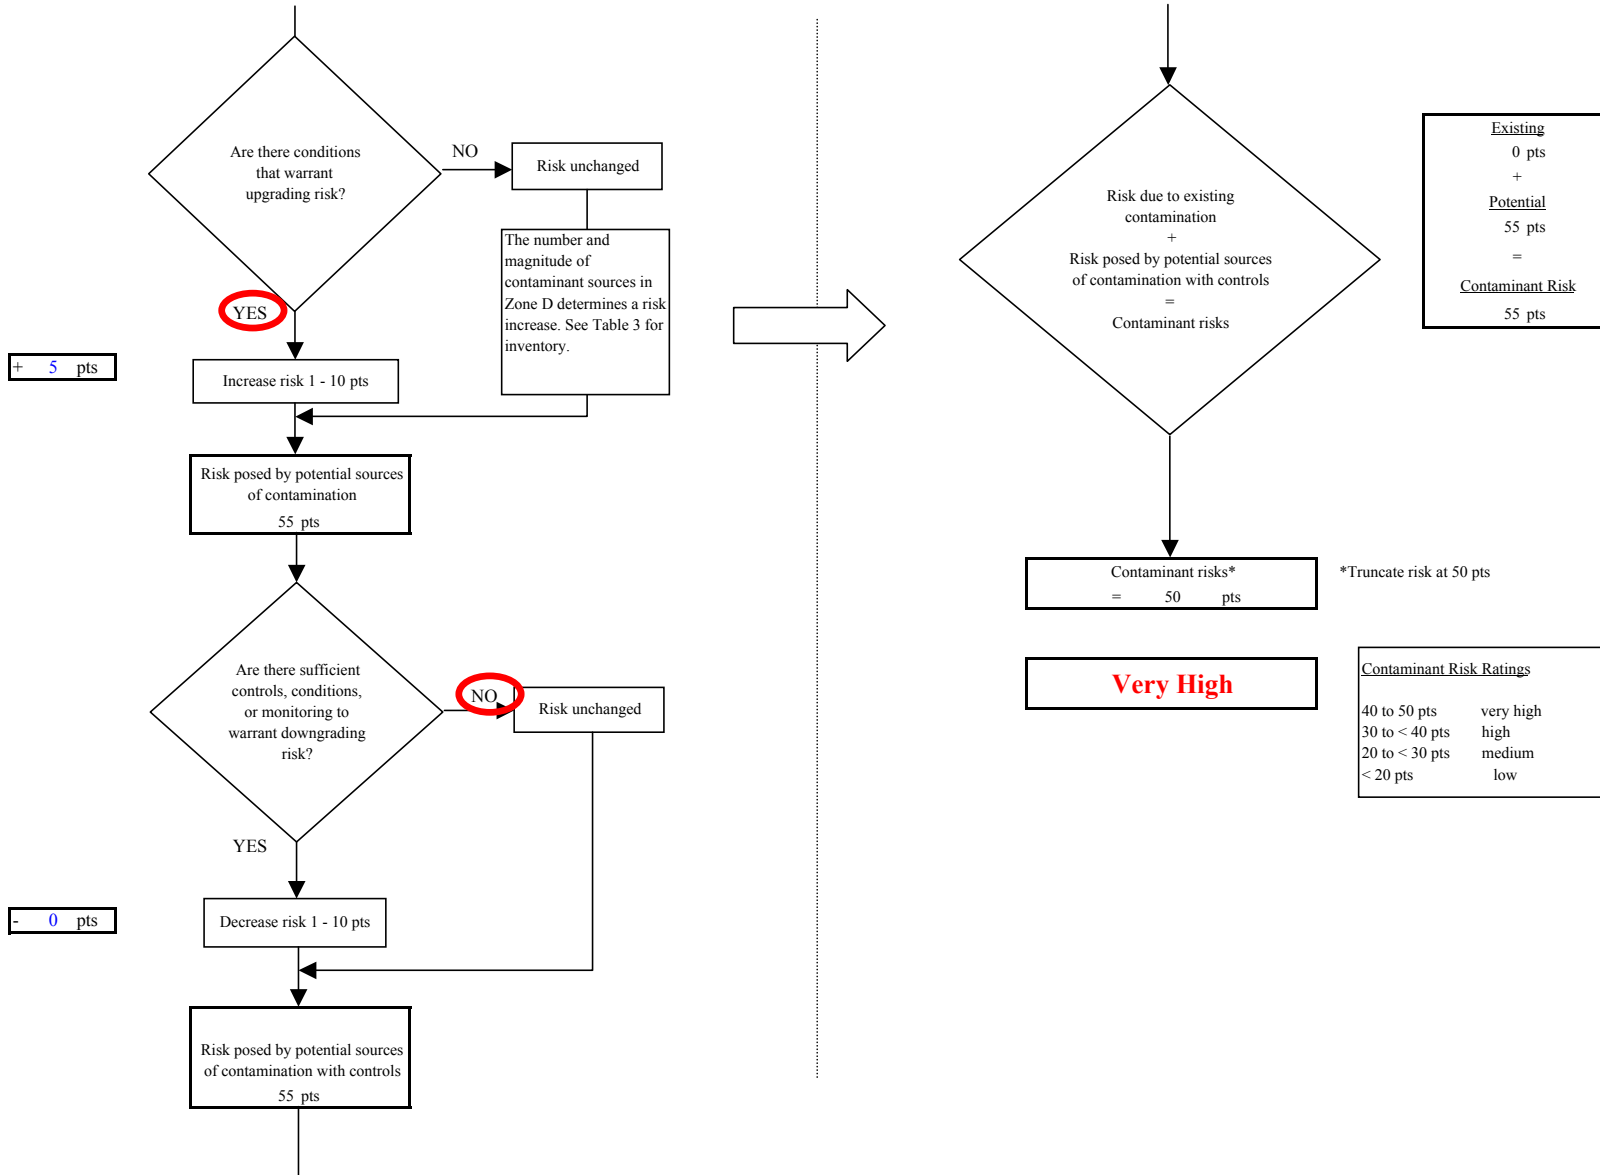 Are there conditions
that warrant
upgrading risk?
NO
Risk unchanged
The number and
magnitude of
contaminant sources in
Zone D determines a risk
increase. See Table 3 for
inventory.
YES
+ 5 pts
Increase risk 1 - 10 pts
Risk posed by potential sources
of contamination
55 pts
Are there sufficient
controls, conditions,
or monitoring to
warrant downgrading
risk?
NO
Risk unchanged
YES
- 0 pts
Decrease risk 1 - 10 pts
Risk posed by potential sources
of contamination with controls
55 pts
Risk due to existing
contamination
+
Risk posed by potential sources
of contamination with controls
=
Contaminant risks
Existing
0 pts
+
Potential
55 pts
=
Contaminant Risk
55 pts
Contaminant risks*
= 50 pts
*Truncate risk at 50 pts
Very High
Contaminant Risk Ratings
40 to 50 pts very high
30 to < 40 pts high
20 to < 30 pts medium
< 20 pts low